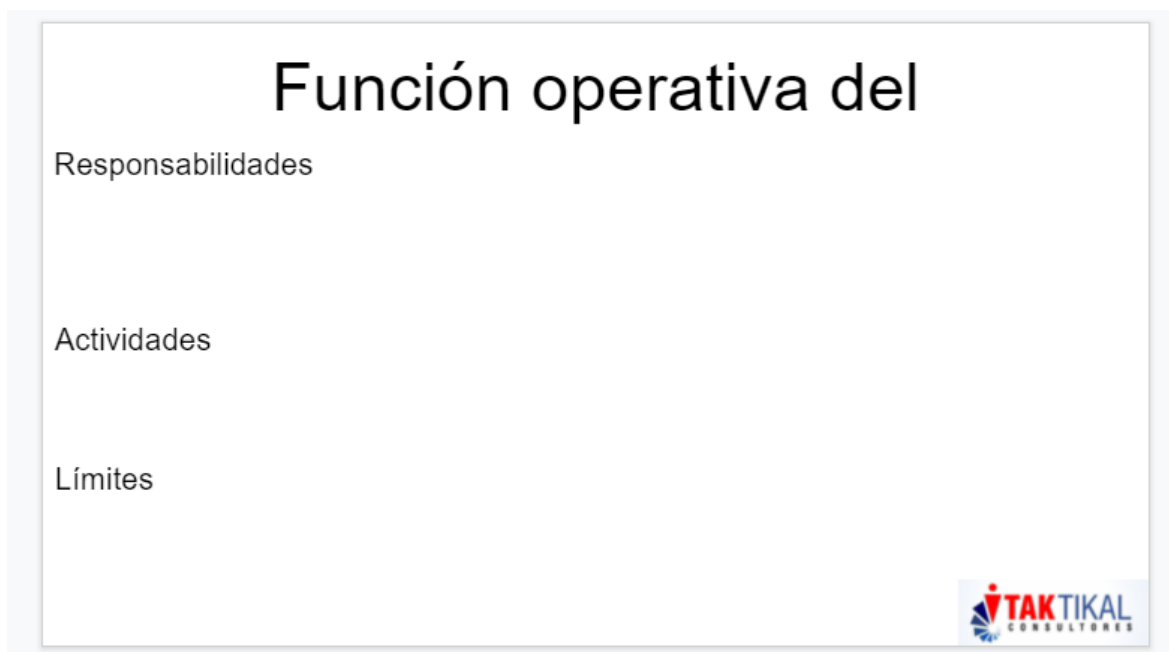 Función operativa del
Responsabilidades
Actividades
Límites
TAKTIKAL
CONSULTORES